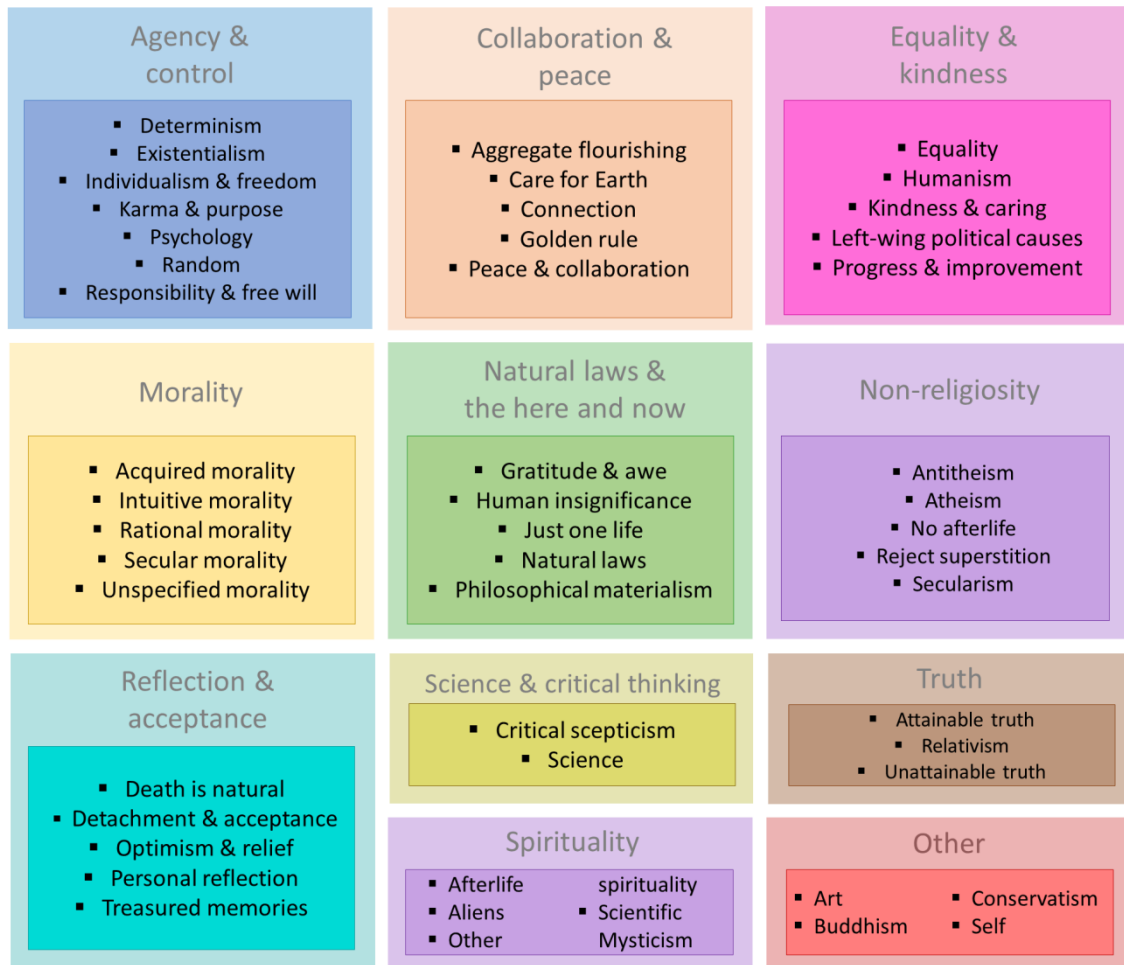 Agency &
control
▪ Determinism
▪ Existentialism
▪ Individualism & freedom
▪ Karma & purpose
▪ Psychology
▪ Random
▪ Responsibility & free will
Collaboration &
peace
▪ Aggregate flourishing
▪ Care for Earth
▪ Connection
▪ Golden rule
▪ Peace & collaboration
Equality &
kindness
▪ Equality
▪ Humanism
▪ Kindness & caring
▪ Left-wing political causes
▪ Progress & improvement
Morality
▪ Acquired morality
▪ Intuitive morality
▪ Rational morality
▪ Secular morality
▪ Unspecified morality
Natural laws &
the here and now
▪ Gratitude & awe
▪ Human insignificance
▪ Just one life
▪ Natural laws
▪ Philosophical materialism
Non-religiosity
▪ Antitheism
▪ Atheism
▪ No afterlife
▪ Reject superstition
▪ Secularism
Reflection &
acceptance
▪ Death is natural
▪ Detachment & acceptance
▪ Optimism & relief
▪ Personal reflection
▪ Treasured memories
Science & critical thinking
▪ Critical scepticism
▪ Science
Truth
▪ Attainable truth
▪ Relativism
▪ Unattainable truth
Spirituality
▪ Afterlife
▪ Aliens
▪ Other
spirituality
▪ Scientific
Mysticism
Other
▪ Art
▪ Buddhism
▪ Conservatism
▪ Self